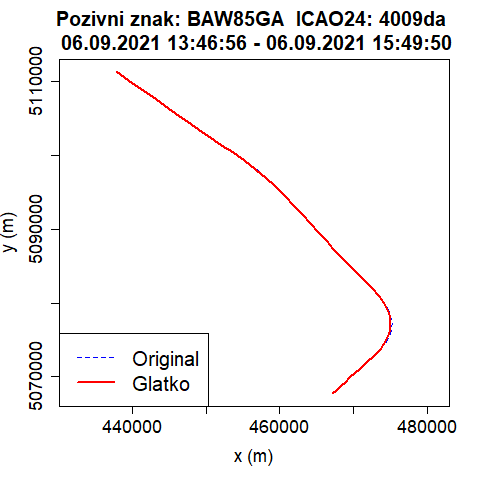 Pozivni znak: BAW85GA  ICAO24: 4009da
06.09.2021 13:46:56 - 06.09.2021 15:49:50
5110000
5090000
5070000
y (m)
Original
Glatko
440000
460000
480000
x (m)